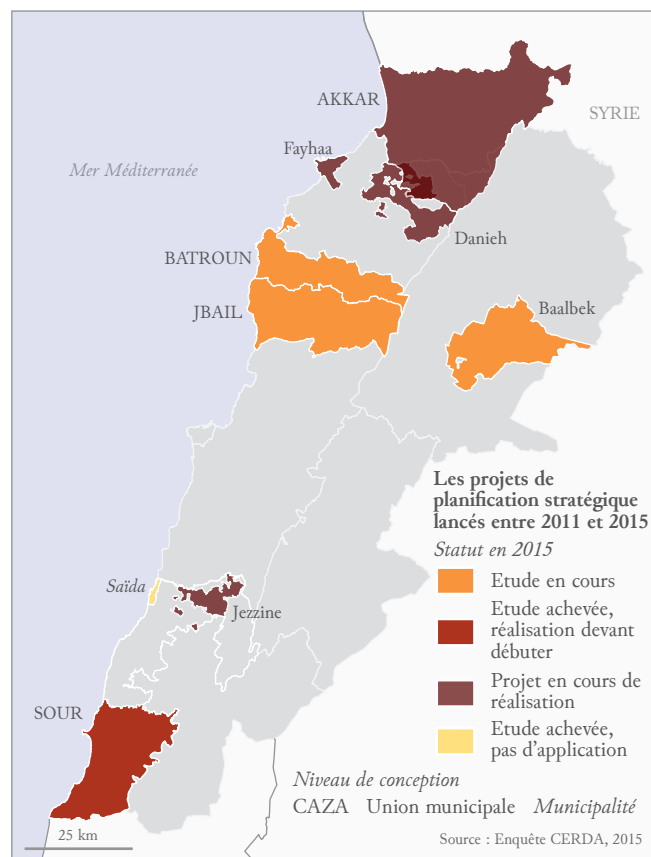 AKKAR
SYRIE
Fayhaa
Mer Méditerranée
Danieh
BATROUN
JBAIL
Baalbek
Les projets de
planification stratégique
lancés entre 2011 et 2015
Statut en 2015
Etude en cours
Etude achevée,
réalisation devant
débuter
Projet en cours de
réalisation
Etude achevée,
pas d'application
Saïda
Jezzine
SOUR
Niveau de conception
CAZA Union municipale Municipalité
25 km
Source : Enquête CERDA, 2015